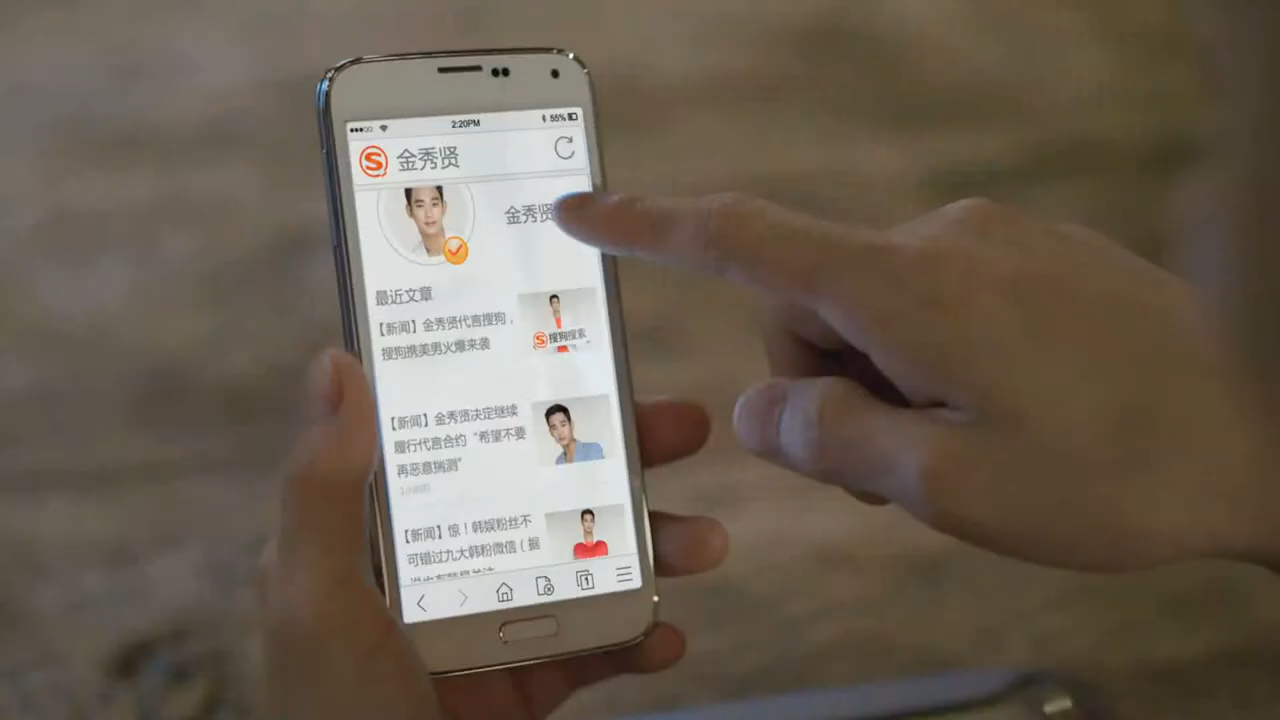 2:20PM 55%
金秀贤
金秀贤
最近文章
【新闻】金秀贤代言搜狗，
搜狗携美男火爆来袭
搜狗搜索
【新闻】金秀贤决定继续
履行代言合约“希望不要
再恶意揣测”
【新闻】惊！韩娱粉丝不
可错过九大韩粉微信（据
1